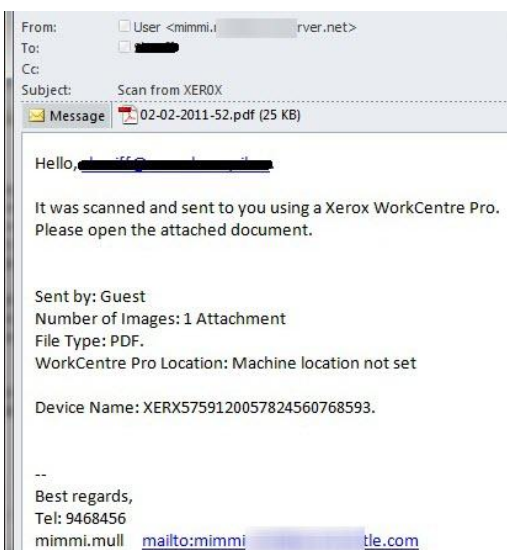 From: User <mimmi. rver.net>
To:
Cc:
Subject: Scan from XER0X
Message 02-02-2011-52.pdf (25 KB)
Hello,
It was scanned and sent to you using a Xerox WorkCentre Pro.
Please open the attached document.
Sent by: Guest
Number of Images: 1 Attachment
File Type: PDF.
WorkCentre Pro Location: Machine location not set
Device Name: XERX5759120057824560768593.
--
Best regards,
Tel: 9468456
mimmi.mull mailto:mimmi tle.com